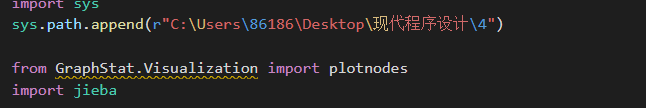 import sys
sys.path.append(r"C:\Users\86186\Desktop\现代程序设计\4")
from GraphStat.Visualization import plotnodes
import jieba